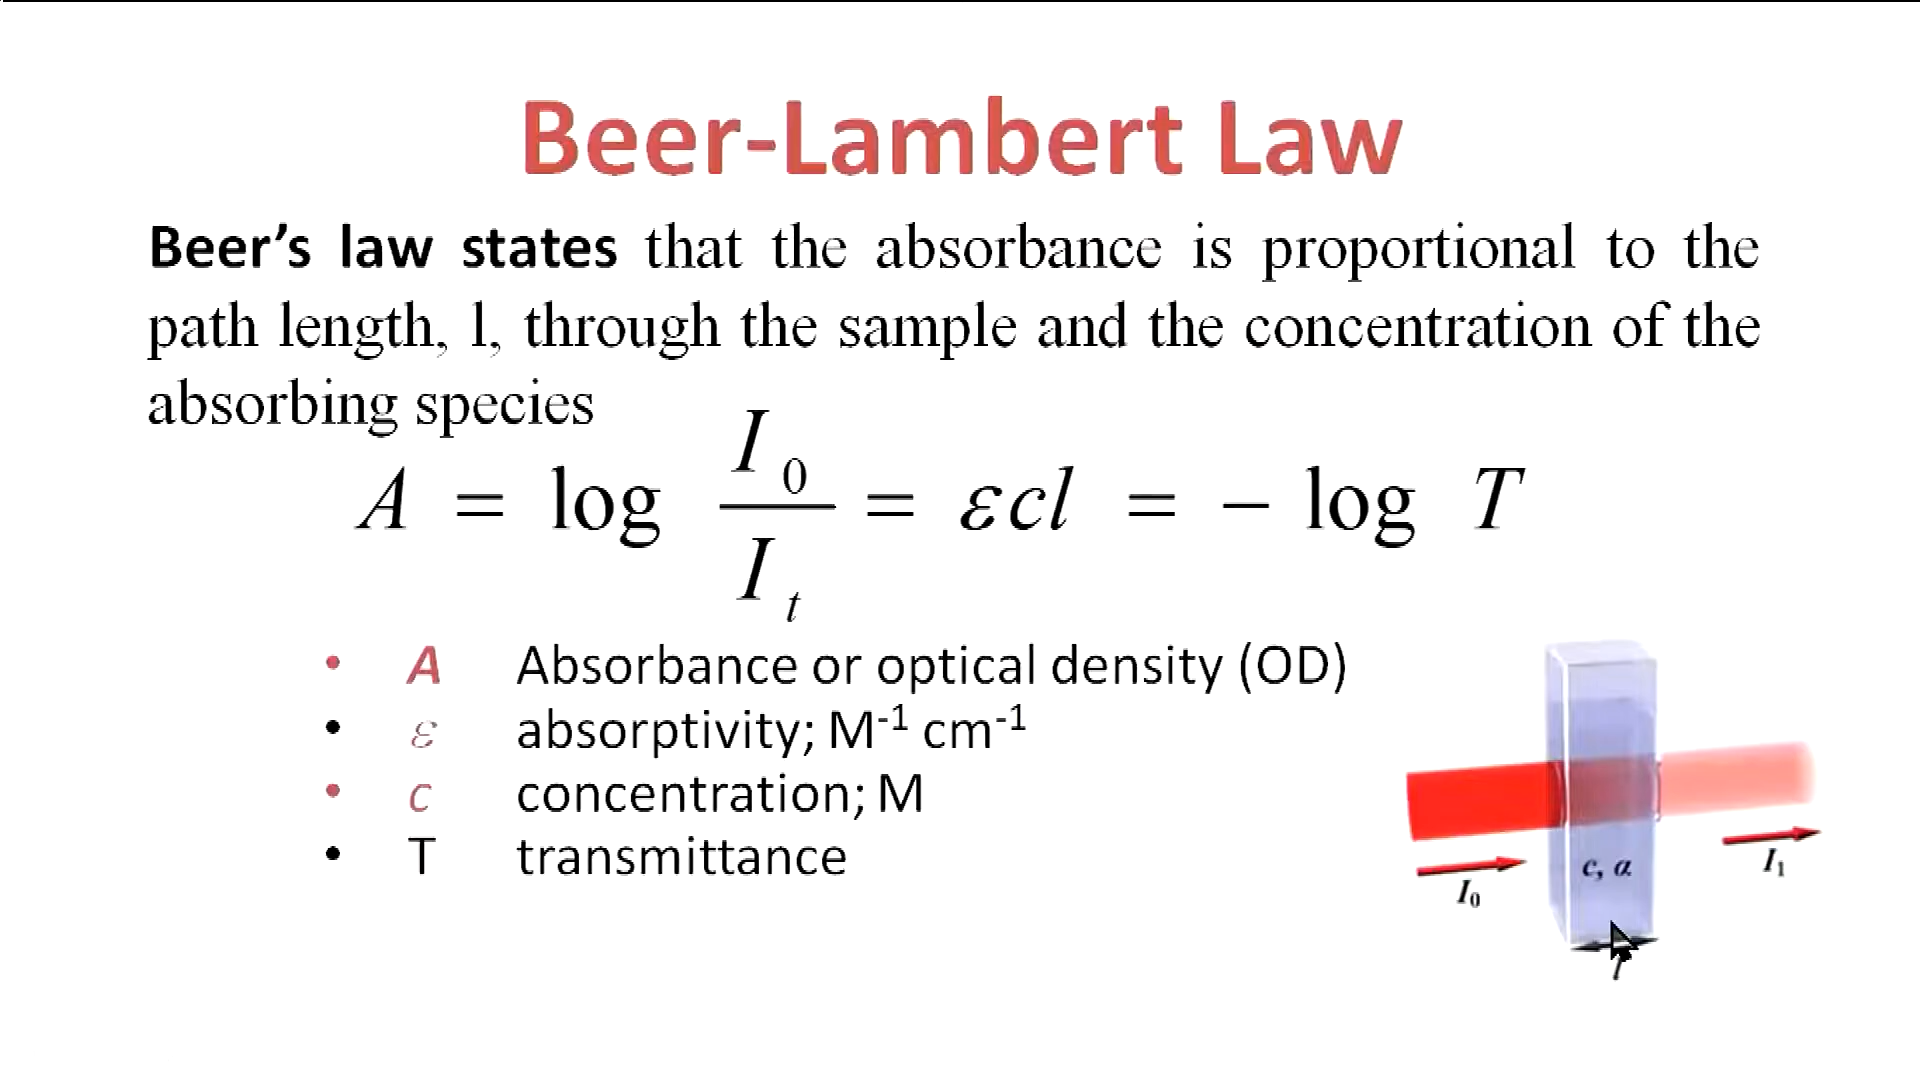 Beer-Lambert Law
Beer’s law states that the absorbance is proportional to the
path length, l, through the sample and the concentration of the
absorbing species
A = log I₀/Iₜ = εcl = − log T
• A Absorbance or optical density (OD)
• ε absorptivity; M⁻¹ cm⁻¹
• c concentration; M
• T transmittance
I₀
c, α
I₁
l